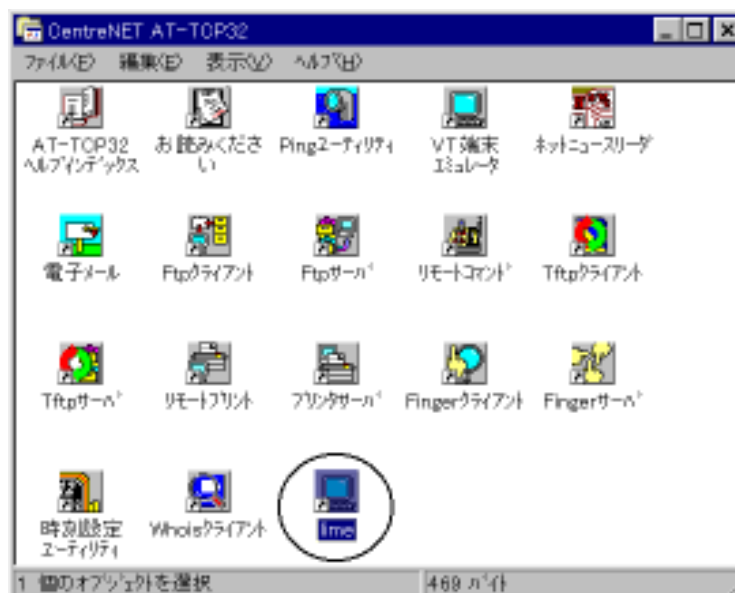 CentreNET AT-TCP32
ﾌｧｲﾙ(F) 編集(E) 表示(V) ﾍﾙﾌﾟ(H)
AT-TCP32
ﾍﾙﾌﾟｲﾝﾃﾞｯｸｽ
お読みくださ
い
Pingﾕｰﾃｨﾘﾃｨ
VT端末
ｴﾐｭﾚｰﾀ
ﾈｯﾄﾆｭｰｽﾘｰﾀﾞ
電子ﾒｰﾙ
Ftpｸﾗｲｱﾝﾄ
Ftpｻｰﾊﾞ
ﾘﾓｰﾄｺﾏﾝﾄﾞ
Tftpｸﾗｲｱﾝﾄ
Tftpｻｰﾊﾞ
ﾘﾓｰﾄﾌﾟﾘﾝﾄ
ﾌﾟﾘﾝﾀｻｰﾊﾞ
Fingerｸﾗｲｱﾝﾄ
Fingerｻｰﾊﾞ
時刻設定
ﾕｰﾃｨﾘﾃｨ
Whoisｸﾗｲｱﾝﾄ
lime
1 個のｵﾌﾞｼﾞｪｸﾄを選択
469 ﾊﾞｲﾄ